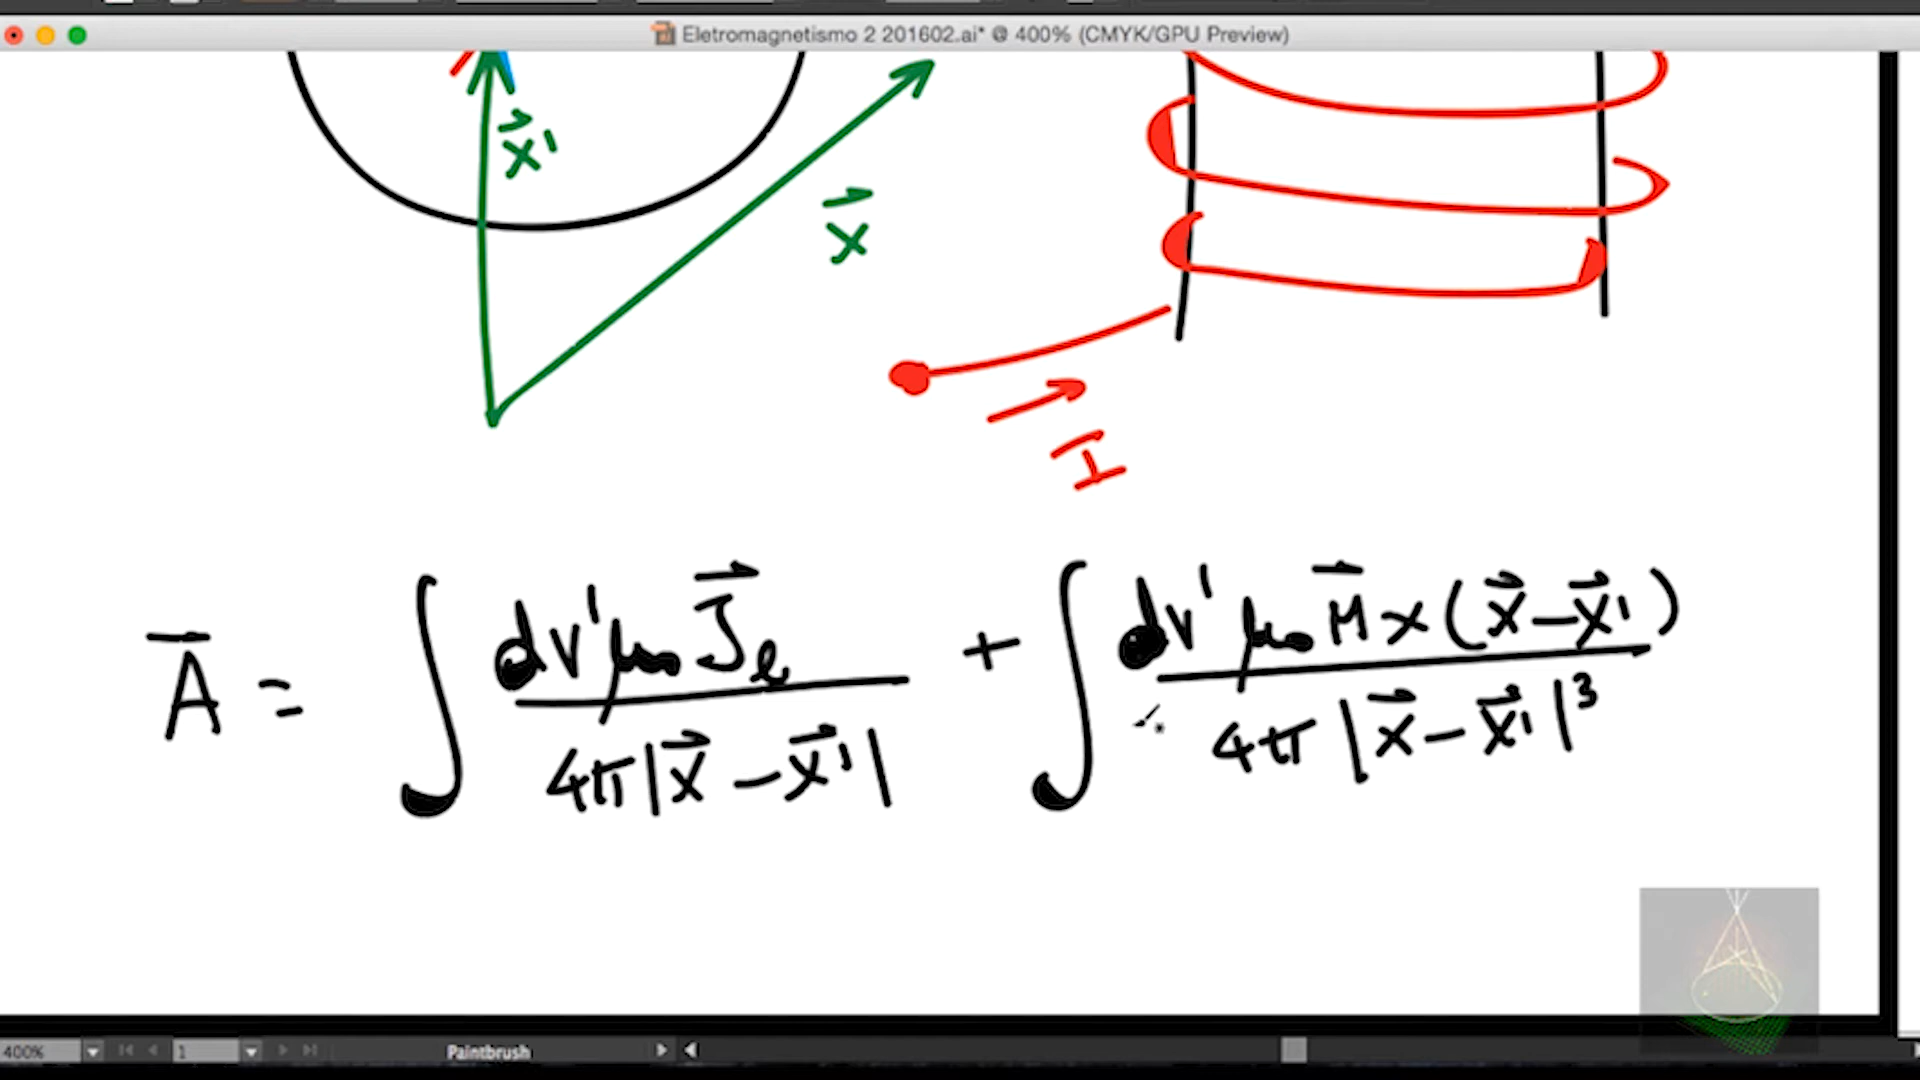 Eletromagnetismo 2 201602.ai* @ 400% (CMYK/GPU Preview)
x⃗'
x⃗
I
A⃗ = ∫ dv' μ₀ J⃗ₗ / 4π|x⃗ - x⃗'| + ∫ dv' μ₀ M⃗ × (x⃗ - x⃗') / 4π |x⃗ - x⃗'|³
400% 1 Paintbrush